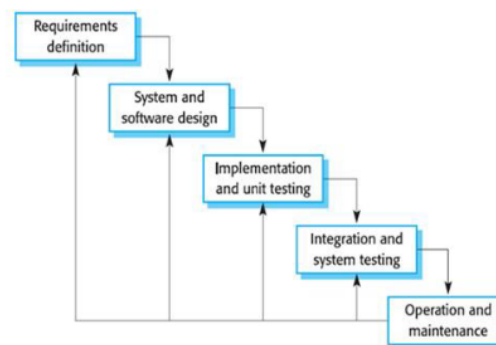 Requirements
definition
System and
software design
Implementation
and unit testing
Integration and
system testing
Operation and
maintenance